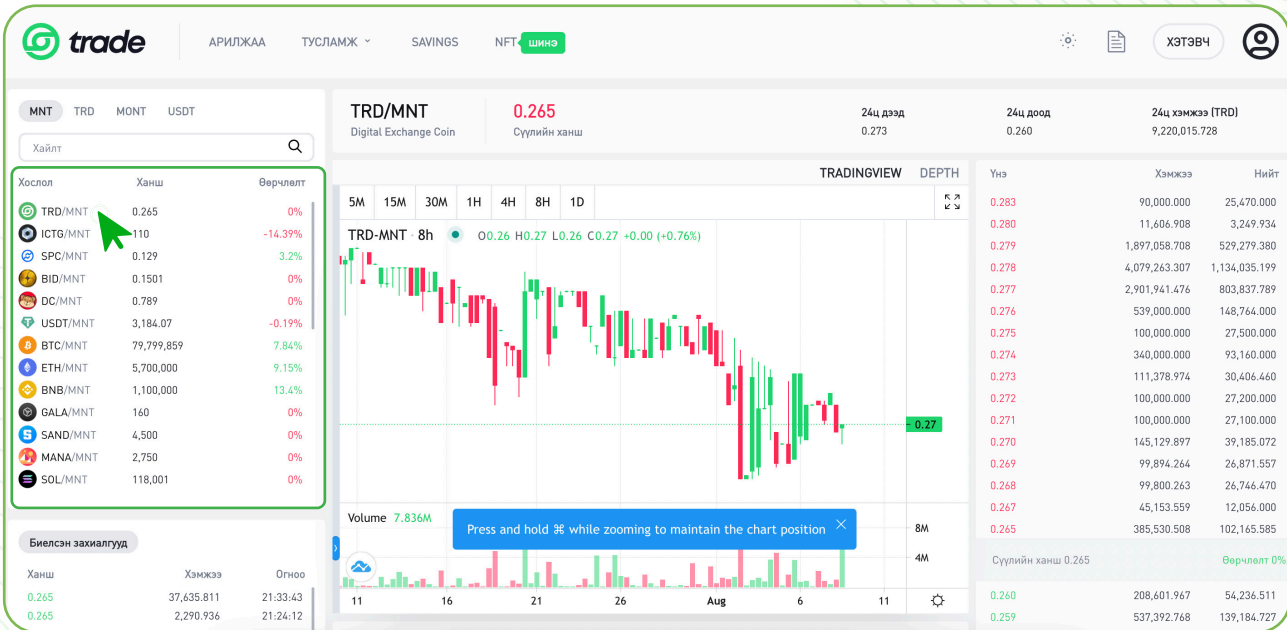 trade
АРИЛЖАА ТУСЛАМЖ SAVINGS NFT шинэ ХЭТЭВЧ
MNT TRD MONT USDT
Хайлт
Хослол Ханш Өөрчлөлт
TRD/MNT 0.265 0%
ICTG/MNT 110 -14.39%
SPC/MNT 0.129 3.2%
BID/MNT 0.1501 0%
DC/MNT 0.789 0%
USDT/MNT 3,184.07 -0.19%
BTC/MNT 79,799,859 7.84%
ETH/MNT 5,700,000 9.15%
BNB/MNT 1,100,000 13.4%
GALA/MNT 160 0%
SAND/MNT 4,500 0%
MANA/MNT 2,750 0%
SOL/MNT 118,001 0%
Биелсэн захиалгууд
Ханш Хэмжээ Огноо
0.265 37,635.811 21:33:43
0.265 2,290.936 21:24:12
TRD/MNT 0.265 24ц дээд 24ц доод 24ц хэмжээ (TRD)
Digital Exchange Coin Сүүлийн ханш 0.273 0.260 9,220,015.728
TRADINGVIEW DEPTH
5M 15M 30M 1H 4H 8H 1D
TRD-MNT · 8h O0.26 H0.27 L0.26 C0.27 +0.00 (+0.76%)
0.27
Volume 7.836M
Press and hold ⌘ while zooming to maintain the chart position
8M
4M
11 16 21 26 Aug 6 11
Үнэ Хэмжээ Нийт
0.283 90,000.000 25,470.000
0.280 11,606.908 3,249.934
0.279 1,897,058.708 529,279.380
0.278 4,079,263.307 1,134,035.199
0.277 2,901,941.476 803,837.789
0.276 539,000.000 148,764.000
0.275 100,000.000 27,500.000
0.274 340,000.000 93,160.000
0.273 111,378.974 30,406.460
0.272 100,000.000 27,200.000
0.271 100,000.000 27,100.000
0.270 145,129.897 39,185.072
0.269 99,894.264 26,871.557
0.268 99,800.263 26,746.470
0.267 45,153.559 12,056.000
0.265 385,530.508 102,165.585
Сүүлийн ханш 0.265 Өөрчлөлт 0%
0.260 208,601.967 54,236.511
0.259 537,392.768 139,184.727